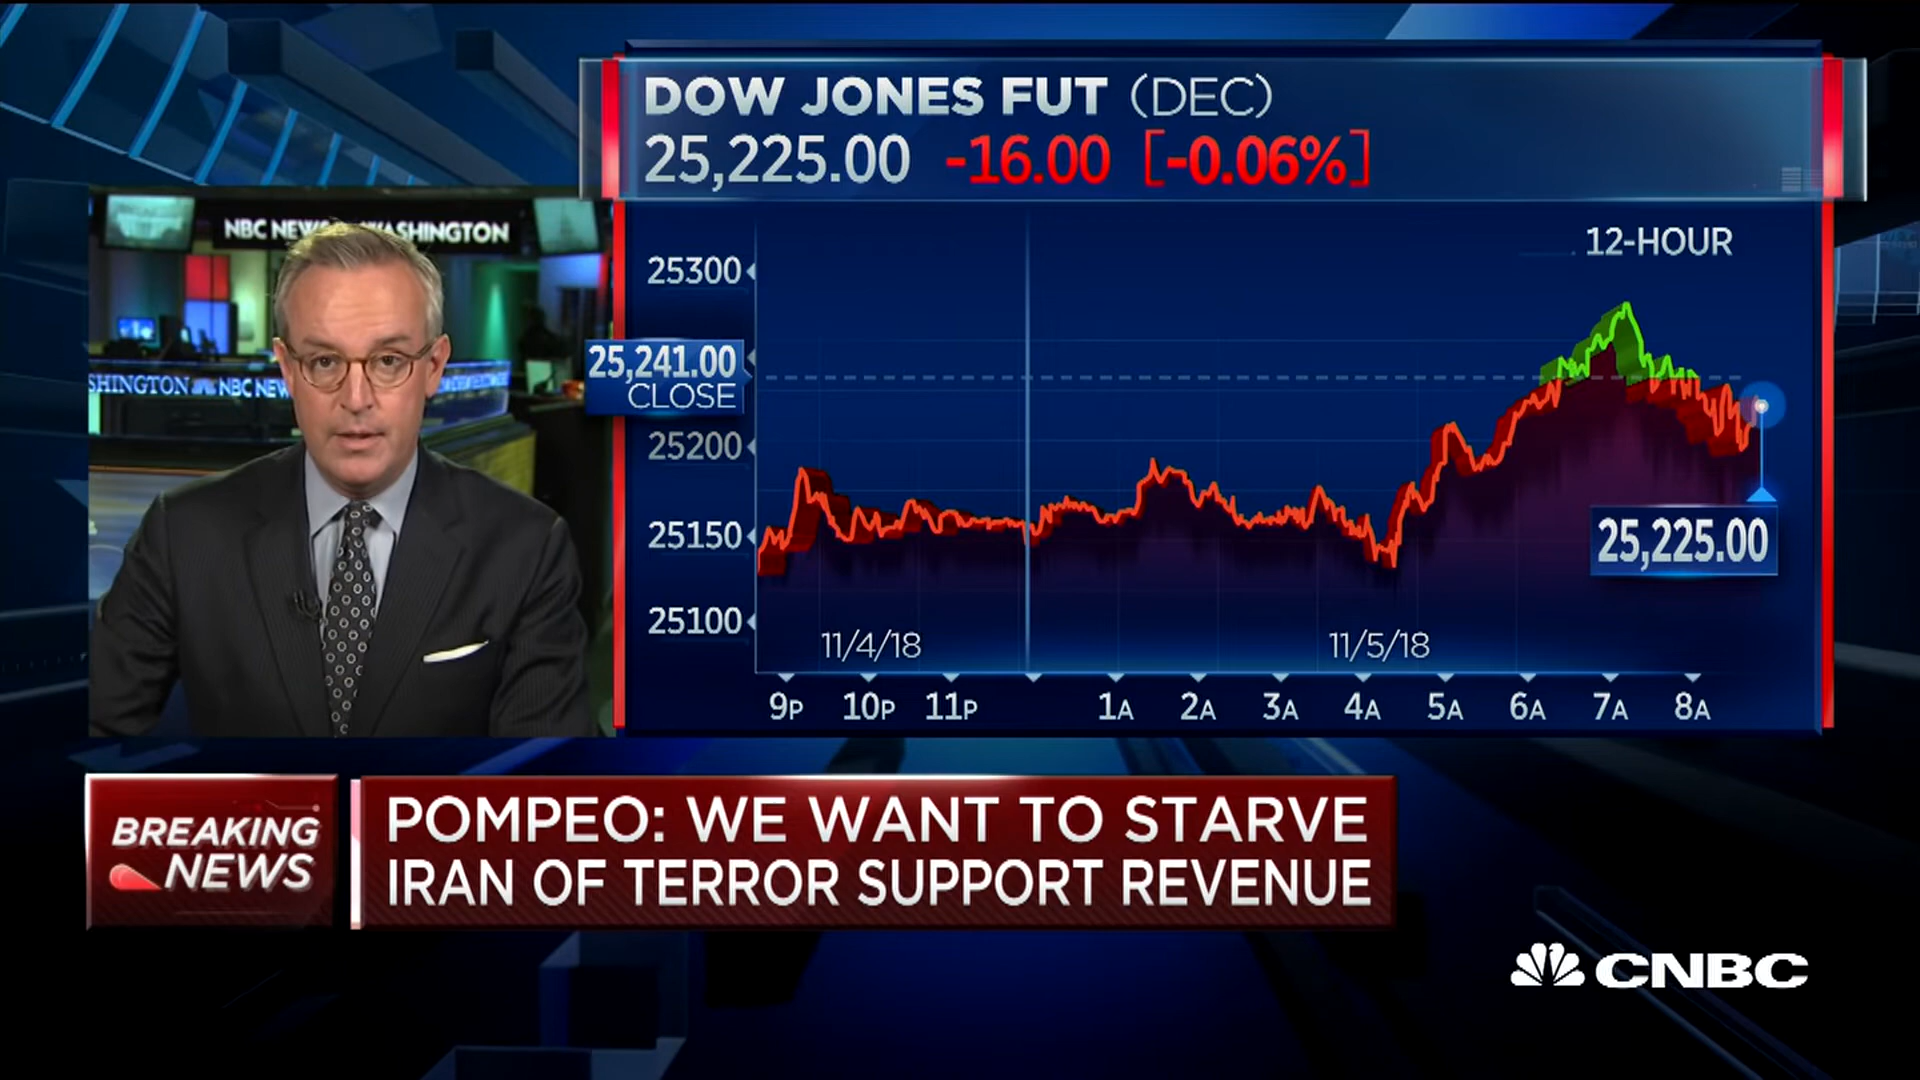 DOW JONES FUT (DEC)
25,225.00 -16.00 [-0.06%]
NBC NEWS WASHINGTON
SHINGTON NBC NEW
12-HOUR
25300
25,241.00
CLOSE
25200
25150
25100
25,225.00
11/4/18 11/5/18
9P 10P 11P 1A 2A 3A 4A 5A 6A 7A 8A
BREAKING
NEWS
POMPEO: WE WANT TO STARVE
IRAN OF TERROR SUPPORT REVENUE
CNBC